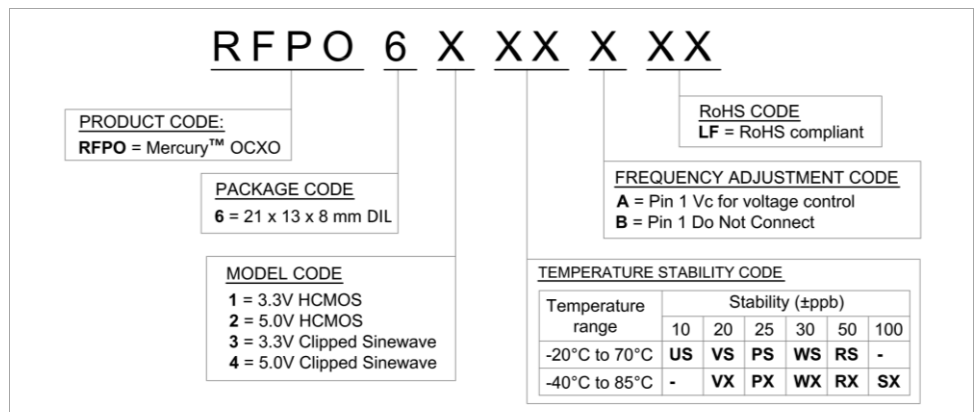 RFPO 6 X XX X XX
PRODUCT CODE:
RFPO = Mercury™ OCXO
PACKAGE CODE
6 = 21 x 13 x 8 mm DIL
MODEL CODE
1 = 3.3V HCMOS
2 = 5.0V HCMOS
3 = 3.3V Clipped Sinewave
4 = 5.0V Clipped Sinewave
RoHS CODE
LF = RoHS compliant
FREQUENCY ADJUSTMENT CODE
A = Pin 1 Vc for voltage control
B = Pin 1 Do Not Connect
TEMPERATURE STABILITY CODE
Temperature range Stability (±ppb)
10 20 25 30 50 100
-20°C to 70°C US VS PS WS RS -
-40°C to 85°C - VX PX WX RX SX